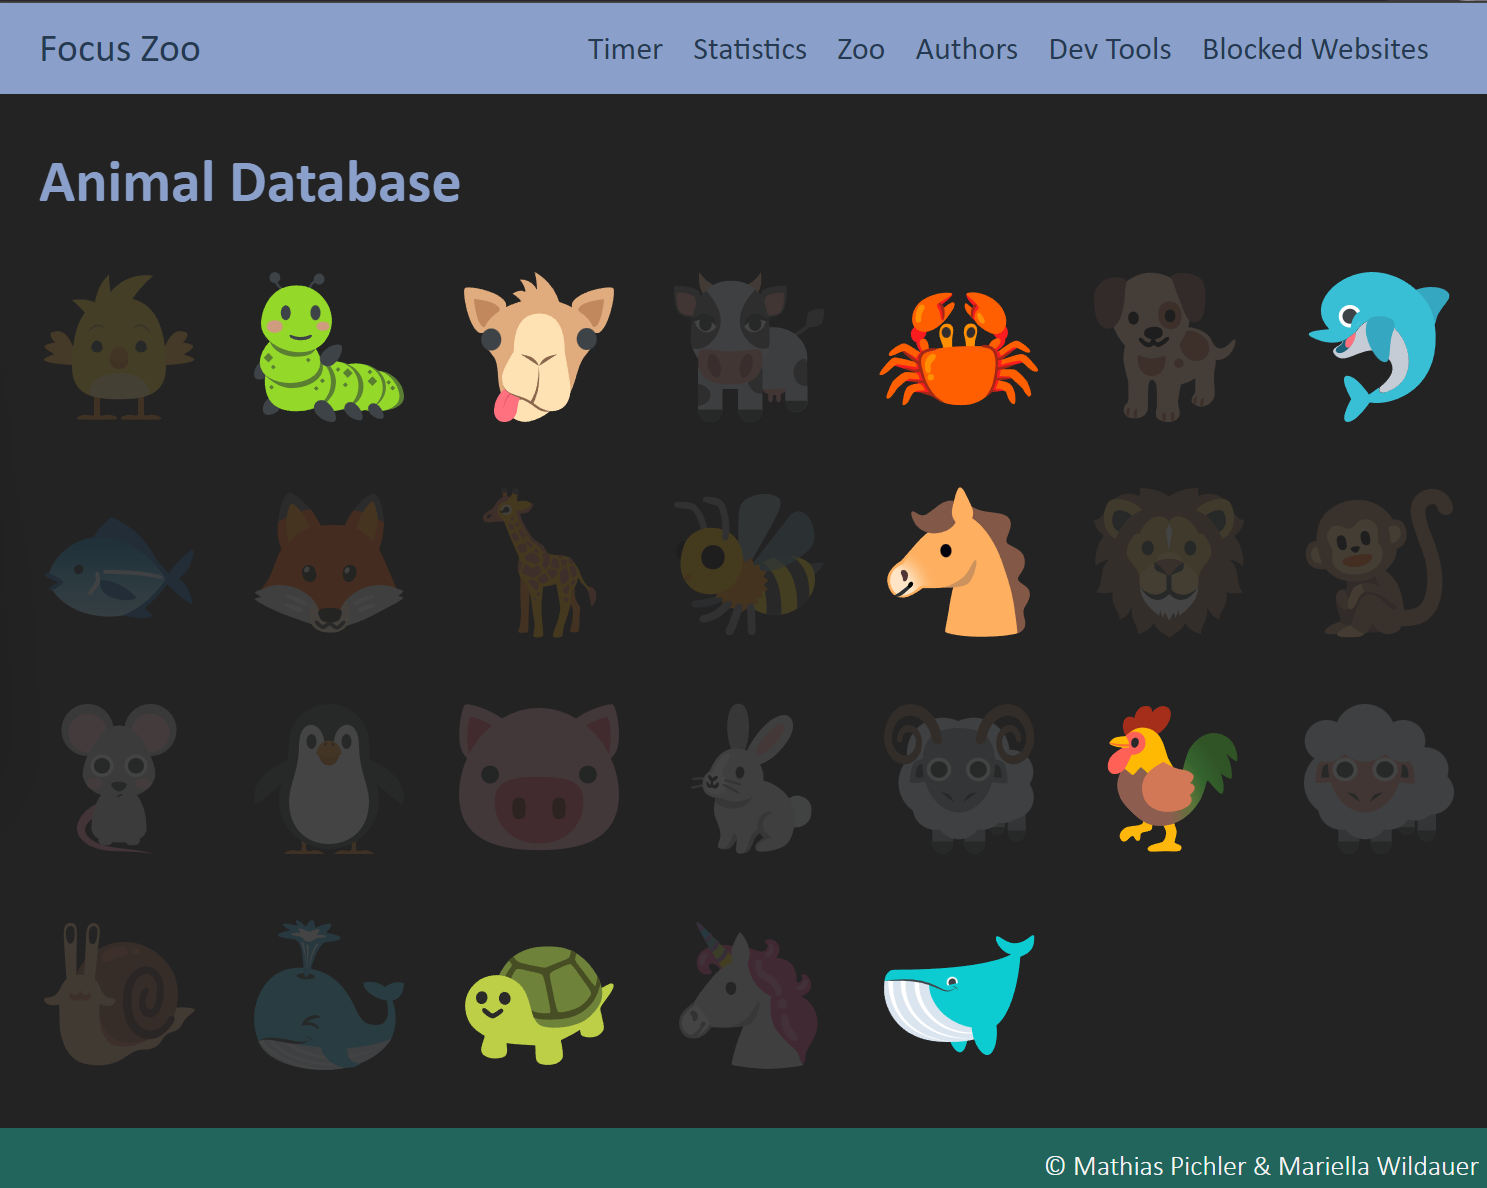 Focus Zoo
Timer Statistics Zoo Authors Dev Tools Blocked Websites
Animal Database
© Mathias Pichler & Mariella Wildauer